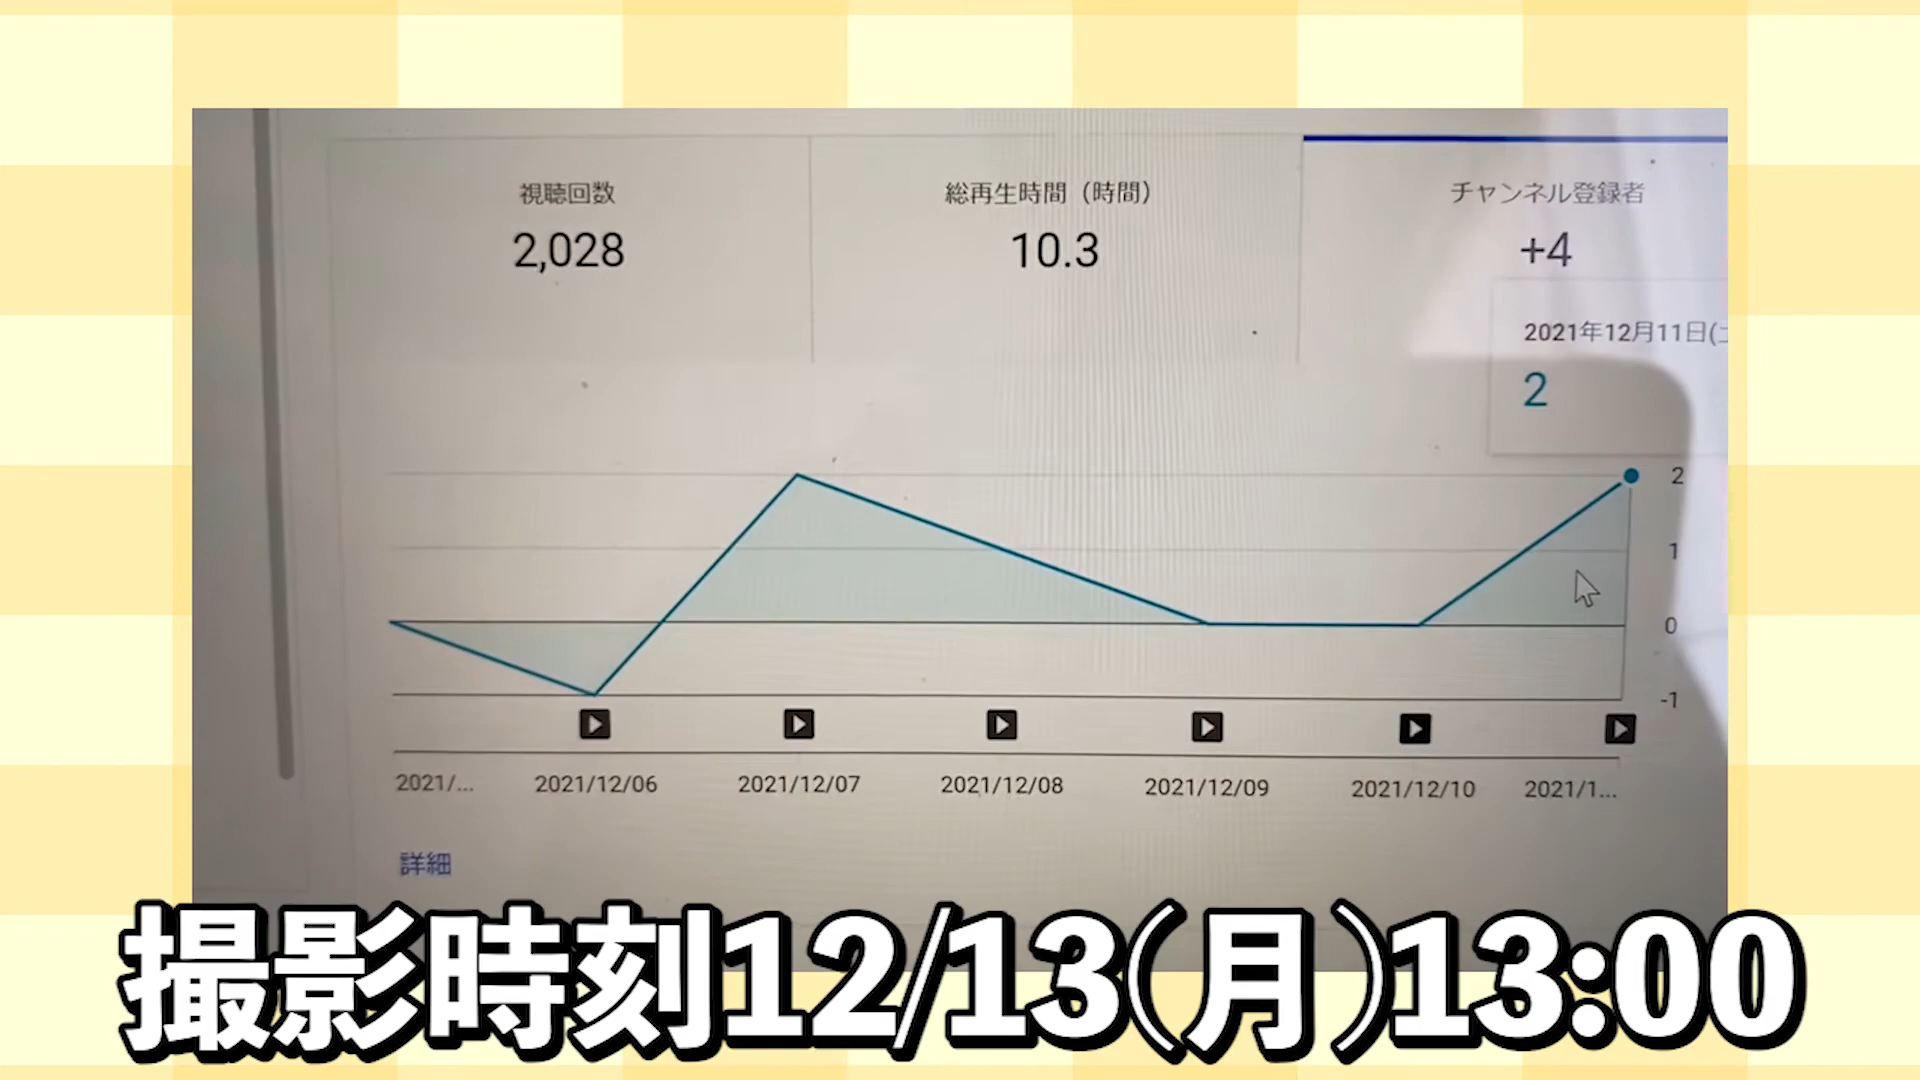 視聴回数
2,028
総再生時間（時間）
10.3
チャンネル登録者
+4
2021年12月11日(
2
2
1
0
-1
2021/...
2021/12/06
2021/12/07
2021/12/08
2021/12/09
2021/12/10
2021/1...
詳細
撮影時刻12/13(月)13:00